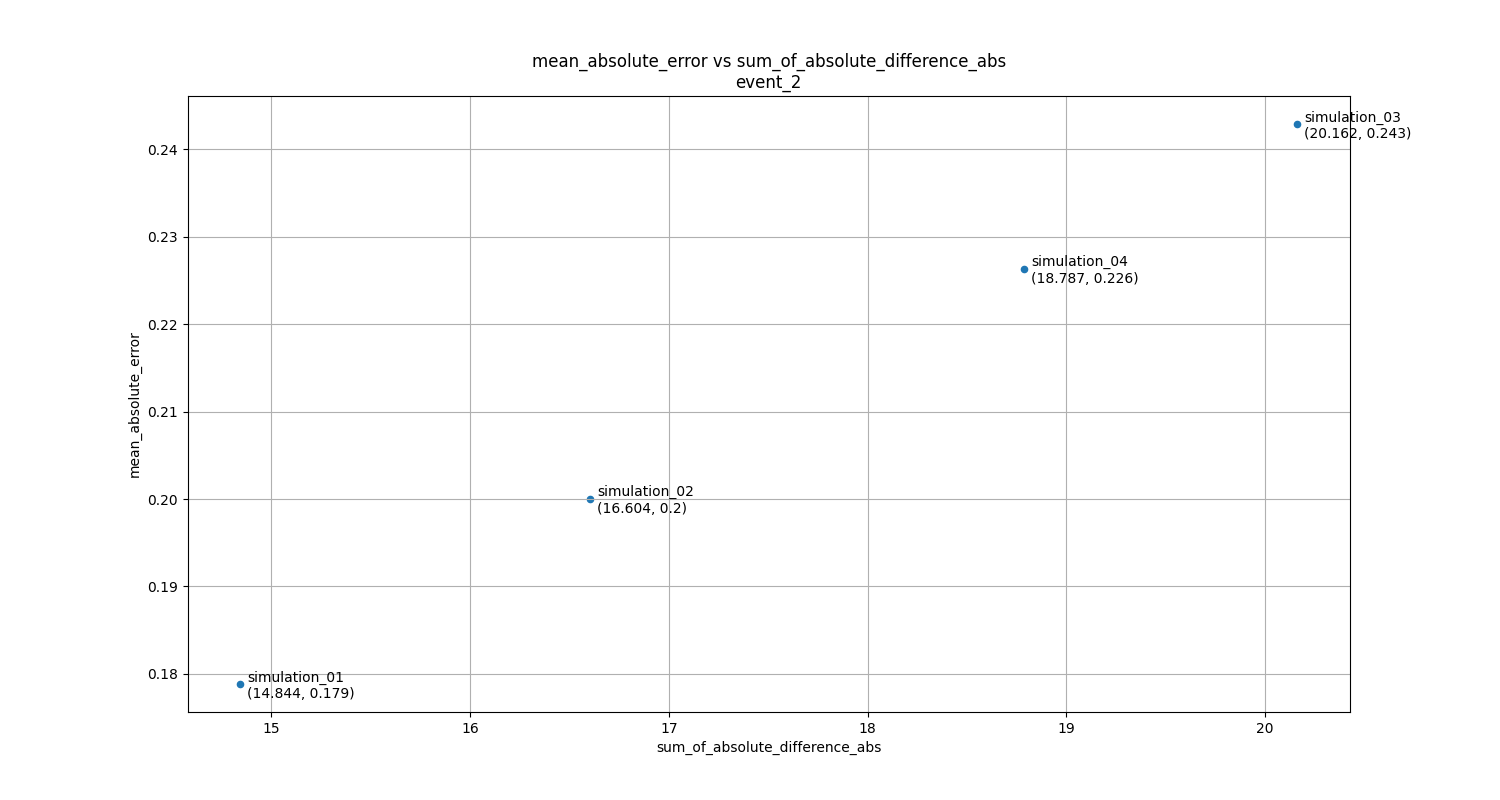 mean_absolute_error vs sum_of_absolute_difference_abs
event_2
mean_absolute_error
0.24
0.23
0.22
0.21
0.20
0.19
0.18
simulation_03
(20.162, 0.243)
simulation_04
(18.787, 0.226)
simulation_02
(16.604, 0.2)
simulation_01
(14.844, 0.179)
15
16
17
18
19
20
sum_of_absolute_difference_abs